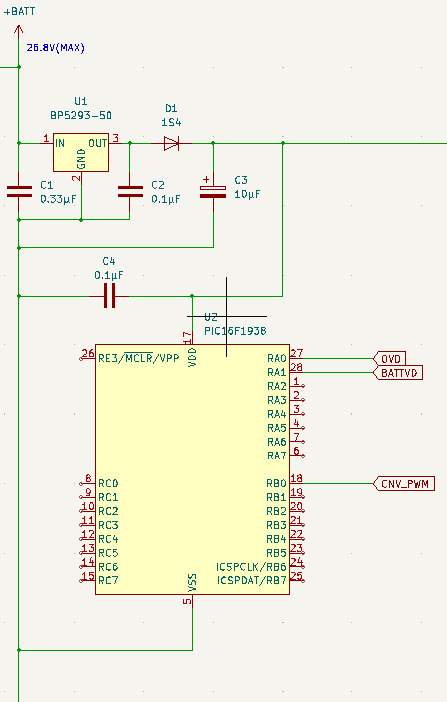 +BATT
26.8V(MAX)
U1
BP5293-50
D1
1S4
1 IN OUT 3
GND
2
C1
0.33µF
C2
0.1µF
+
C3
10µF
C4
0.1µF
U2
PIC16F1938
17
VDD
26 RE3/MCLR/VPP
RA0 27 OVD
RA1 28 BATTVD
RA2 1
RA3 2
RA4 3
RA5 4
RA6 7
RA7 6
8 RC0 RB0 18 CNV_PWM
9 RC1 RB1 19
10 RC2 RB2 20
11 RC3 RB3 21
12 RC4 RB4 22
13 RC5 RB5 23
14 RC6 ICSPCLK/RB6 24
15 RC7 ICSPDAT/RB7 25
VSS
5